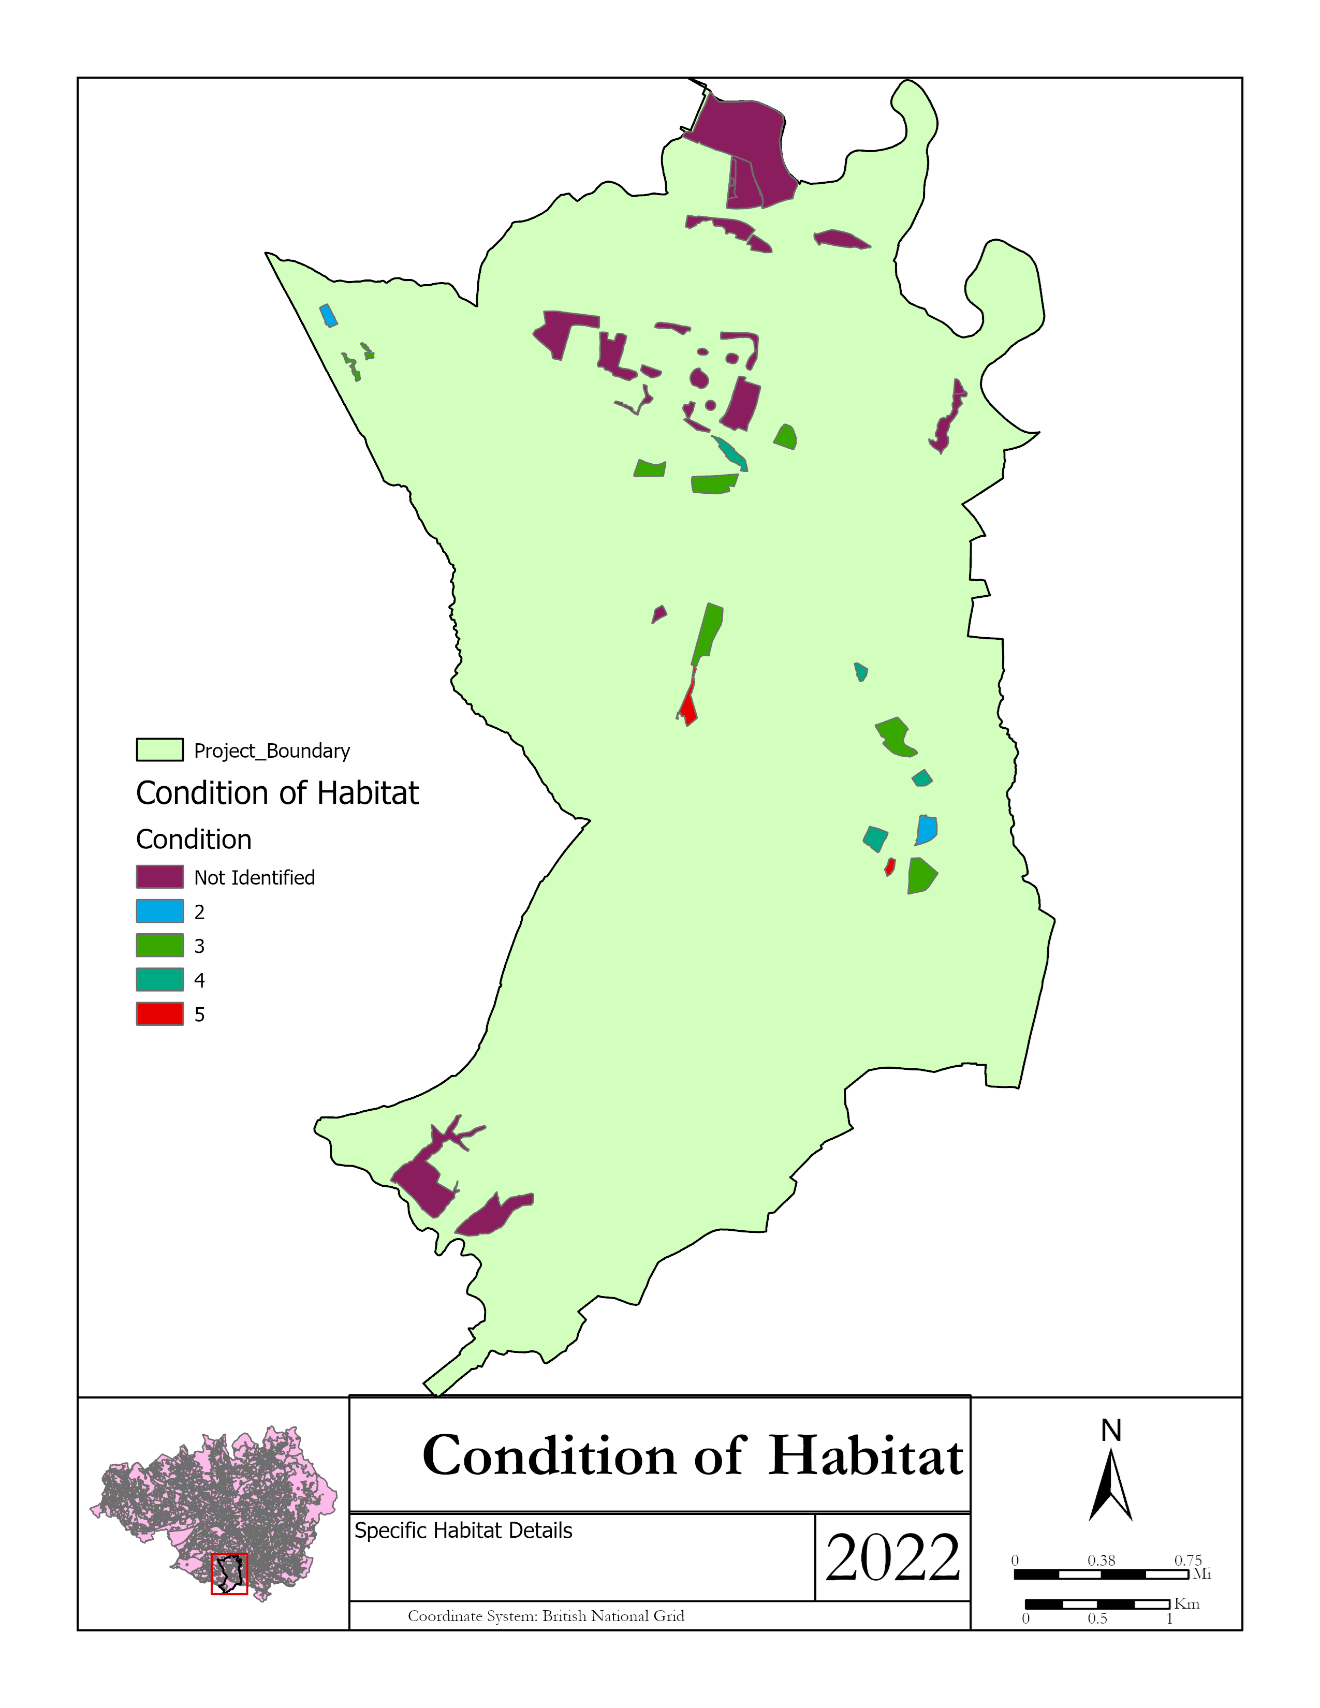 Project_Boundary
Condition of Habitat
Condition
Not Identified
2
3
4
5
Condition of Habitat
Specific Habitat Details
2022
Coordinate System: British National Grid
N
0 0.38 0.75
Mi
Km
0 0.5 1